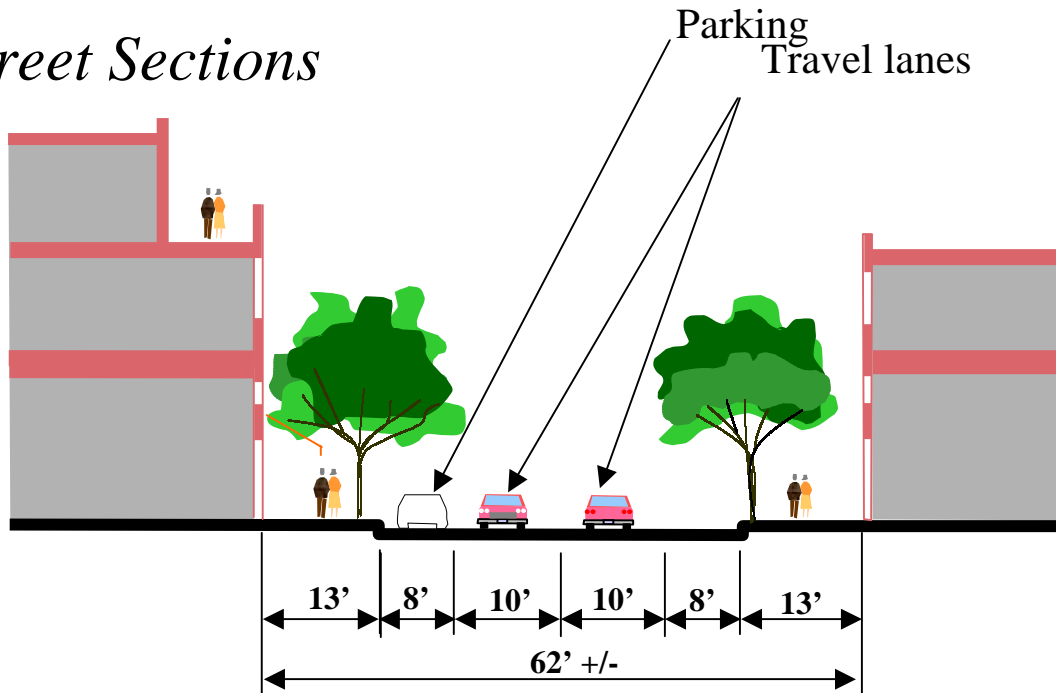 Parking
reet Sections
Travel lanes
13’ 8’ 10’ 10’ 8’ 13’
62’ +/-